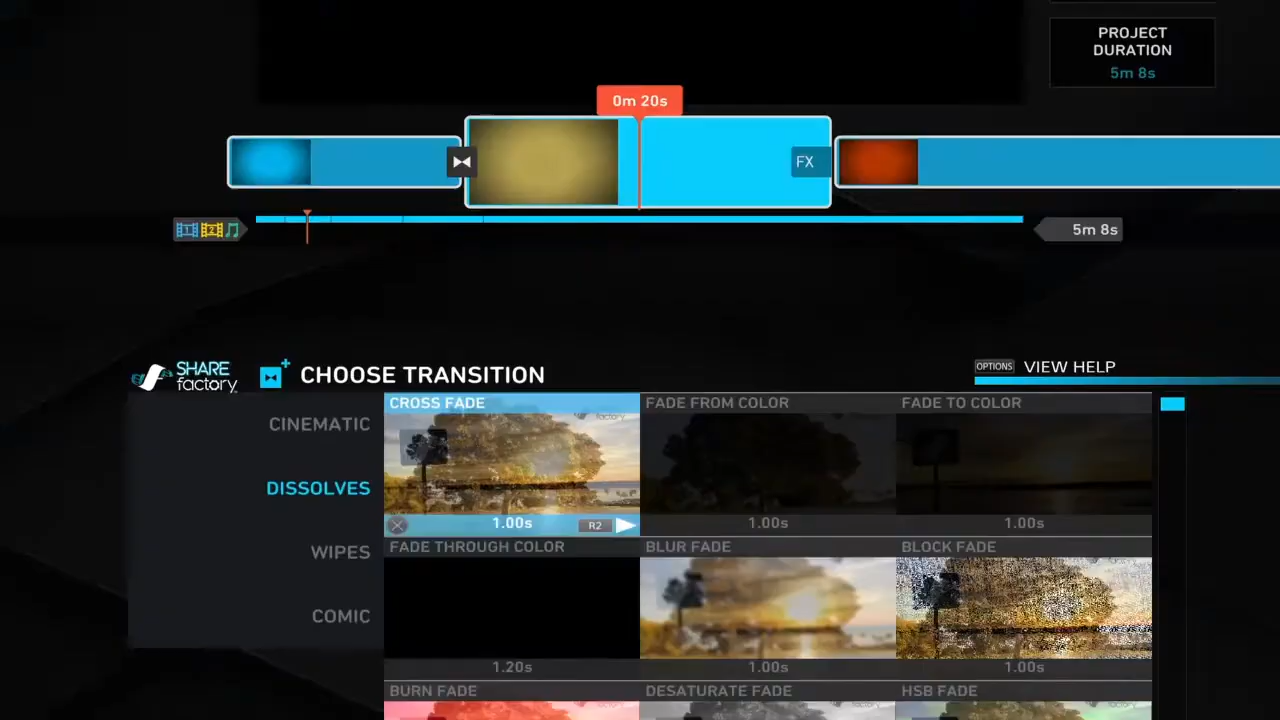 PROJECT
DURATION
5m 8s
0m 20s
FX
1 2
5m 8s
SHARE
factory
CHOOSE TRANSITION
OPTIONS VIEW HELP
CINEMATIC
DISSOLVES
WIPES
COMIC
CROSS FADE
FADE FROM COLOR
FADE TO COLOR
1.00s
R2
1.00s
1.00s
FADE THROUGH COLOR
BLUR FADE
BLOCK FADE
1.20s
1.00s
1.00s
BURN FADE
DESATURATE FADE
HSB FADE